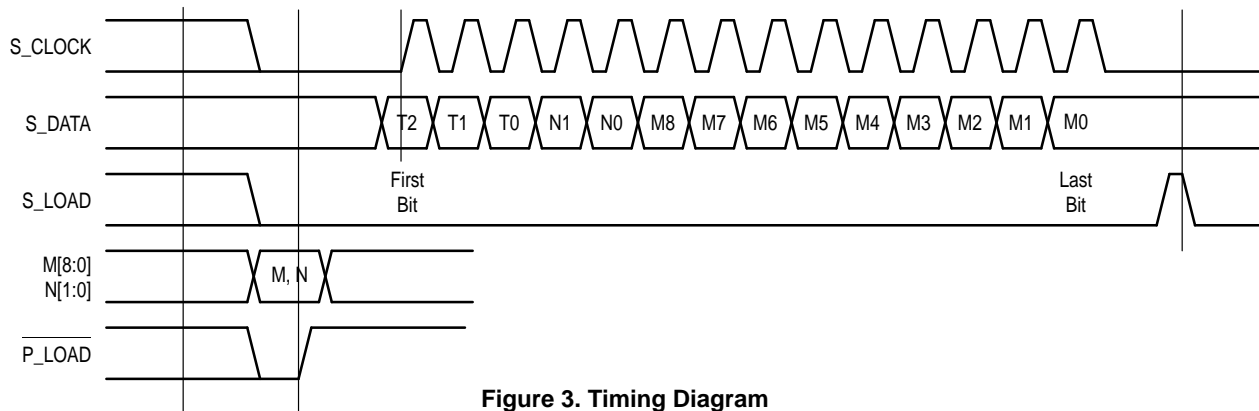 S_CLOCK
S_DATA
T2 T1 T0 N1 N0 M8 M7 M6 M5 M4 M3 M2 M1 M0
First
Bit
Last
Bit
S_LOAD
M[8:0]
N[1:0]
M, N
P_LOAD
Figure 3. Timing Diagram